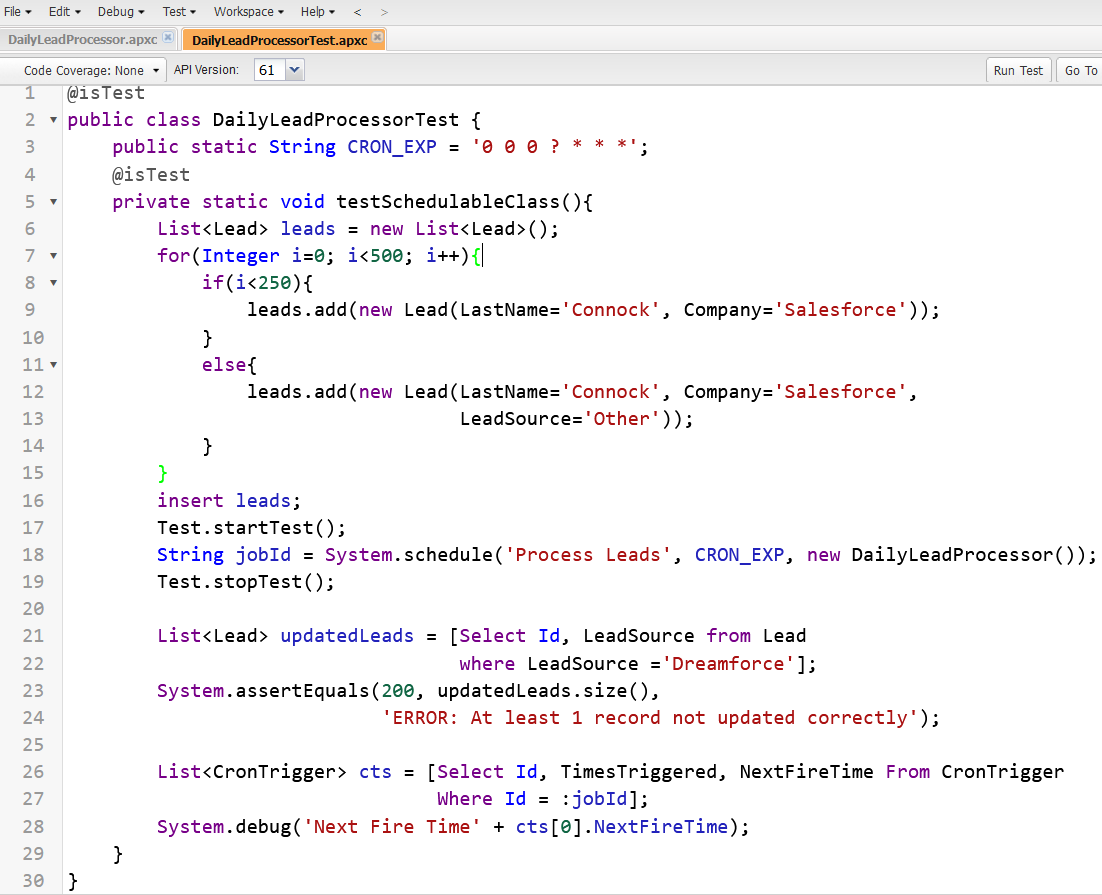 File Edit Debug Test Workspace Help < >
DailyLeadProcessor.apxc DailyLeadProcessorTest.apxc
Code Coverage: None API Version: 61 Run Test Go To
1 @isTest
2 public class DailyLeadProcessorTest {
3 public static String CRON_EXP = '0 0 0 ? * * *';
4 @isTest
5 private static void testSchedulableClass(){
6 List<Lead> leads = new List<Lead>();
7 for(Integer i=0; i<500; i++){
8 if(i<250){
9 leads.add(new Lead(LastName='Connock', Company='Salesforce'));
10 }
11 else{
12 leads.add(new Lead(LastName='Connock', Company='Salesforce',
13 LeadSource='Other'));
14 }
15 }
16 insert leads;
17 Test.startTest();
18 String jobId = System.schedule('Process Leads', CRON_EXP, new DailyLeadProcessor());
19 Test.stopTest();
20
21 List<Lead> updatedLeads = [Select Id, LeadSource from Lead
22 where LeadSource ='Dreamforce'];
23 System.assertEquals(200, updatedLeads.size(),
24 'ERROR: At least 1 record not updated correctly');
25
26 List<CronTrigger> cts = [Select Id, TimesTriggered, NextFireTime From CronTrigger
27 Where Id = :jobId];
28 System.debug('Next Fire Time' + cts[0].NextFireTime);
29 }
30 }